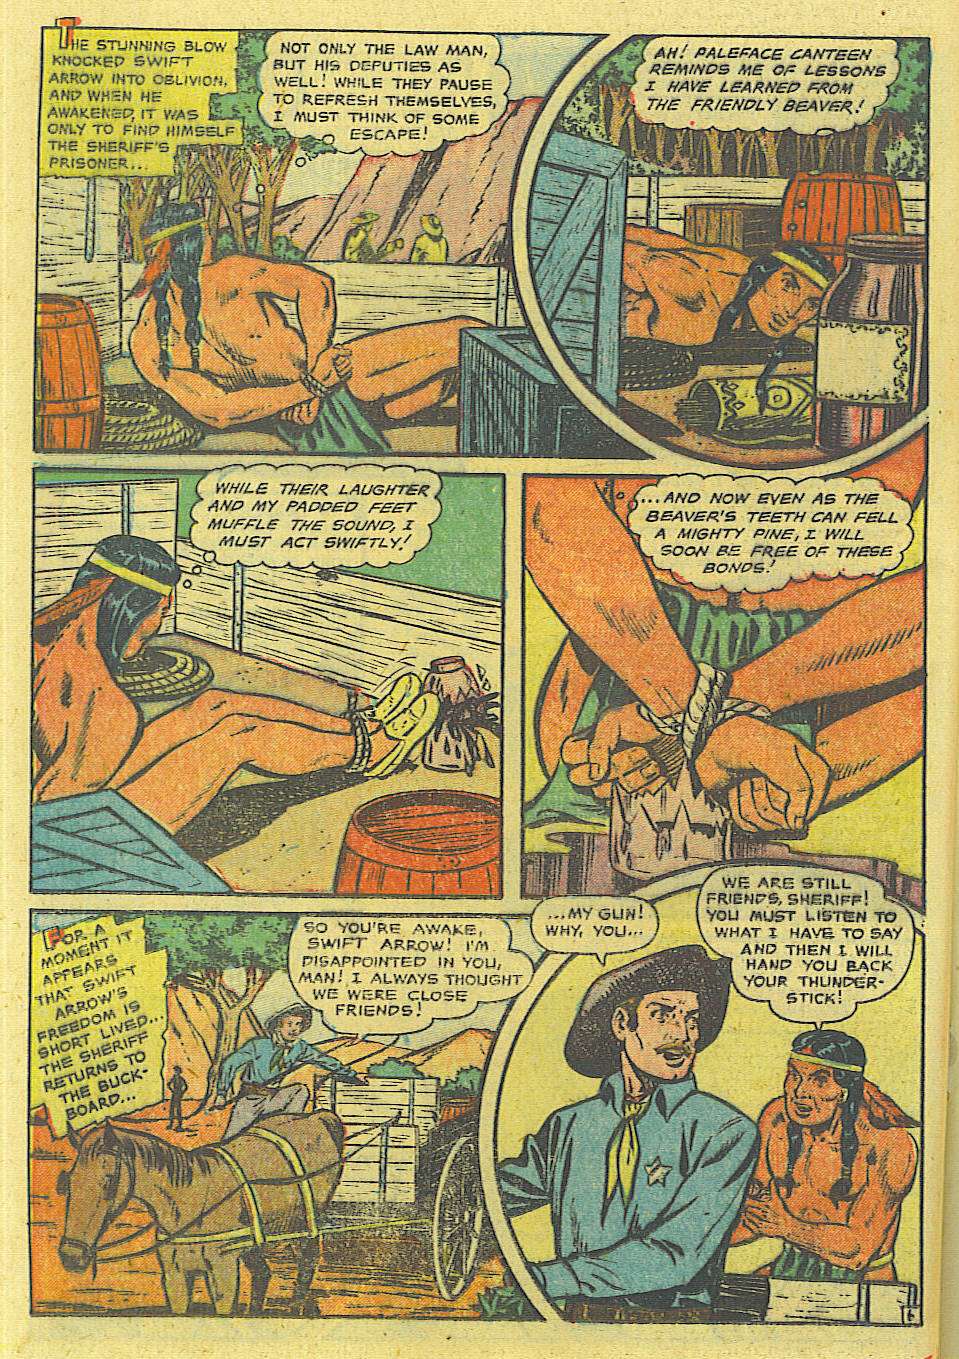 THE STUNNING BLOW
KNOCKED SWIFT
ARROW INTO OBLIVION,
AND WHEN HE
AWAKENED, IT WAS
ONLY TO FIND HIMSELF
THE SHERIFF'S
PRISONER...
NOT ONLY THE LAW MAN,
BUT HIS DEPUTIES AS
WELL! WHILE THEY PAUSE
TO REFRESH THEMSELVES,
I MUST THINK OF SOME
ESCAPE!
AH! PALEFACE CANTEEN
REMINDS ME OF LESSONS
I HAVE LEARNED FROM
THE FRIENDLY BEAVER!
WHILE THEIR LAUGHTER
AND MY PADDED FEET
MUFFLE THE SOUND, I
MUST ACT SWIFTLY!
...AND NOW EVEN AS THE
BEAVER'S TEETH CAN FELL
A MIGHTY PINE, I WILL
SOON BE FREE OF THESE
BONDS!
FOR A
MOMENT IT
APPEARS
THAT SWIFT
ARROW'S
FREEDOM IS
SHORT LIVED...
THE SHERIFF
RETURNS TO
THE BUCK-
BOARD...
SO YOU'RE AWAKE,
SWIFT ARROW! I'M
DISAPPOINTED IN YOU,
MAN! I ALWAYS THOUGHT
WE WERE CLOSE
FRIENDS!
...MY GUN!
WHY, YOU...
WE ARE STILL
FRIENDS, SHERIFF!
YOU MUST LISTEN TO
WHAT I HAVE TO SAY
AND THEN I WILL
HAND YOU BACK
YOUR THUNDER-
STICK!
6